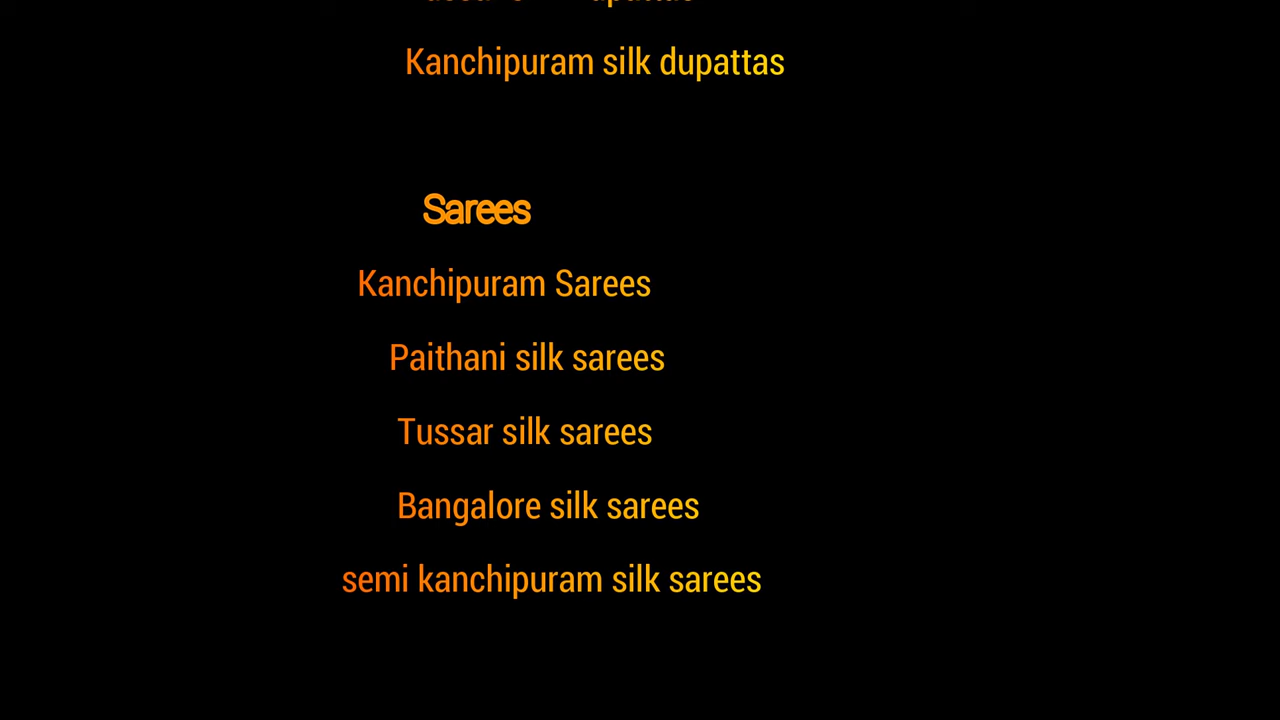 Kanchipuram silk dupattas
Sarees
Kanchipuram Sarees
Paithani silk sarees
Tussar silk sarees
Bangalore silk sarees
semi kanchipuram silk sarees